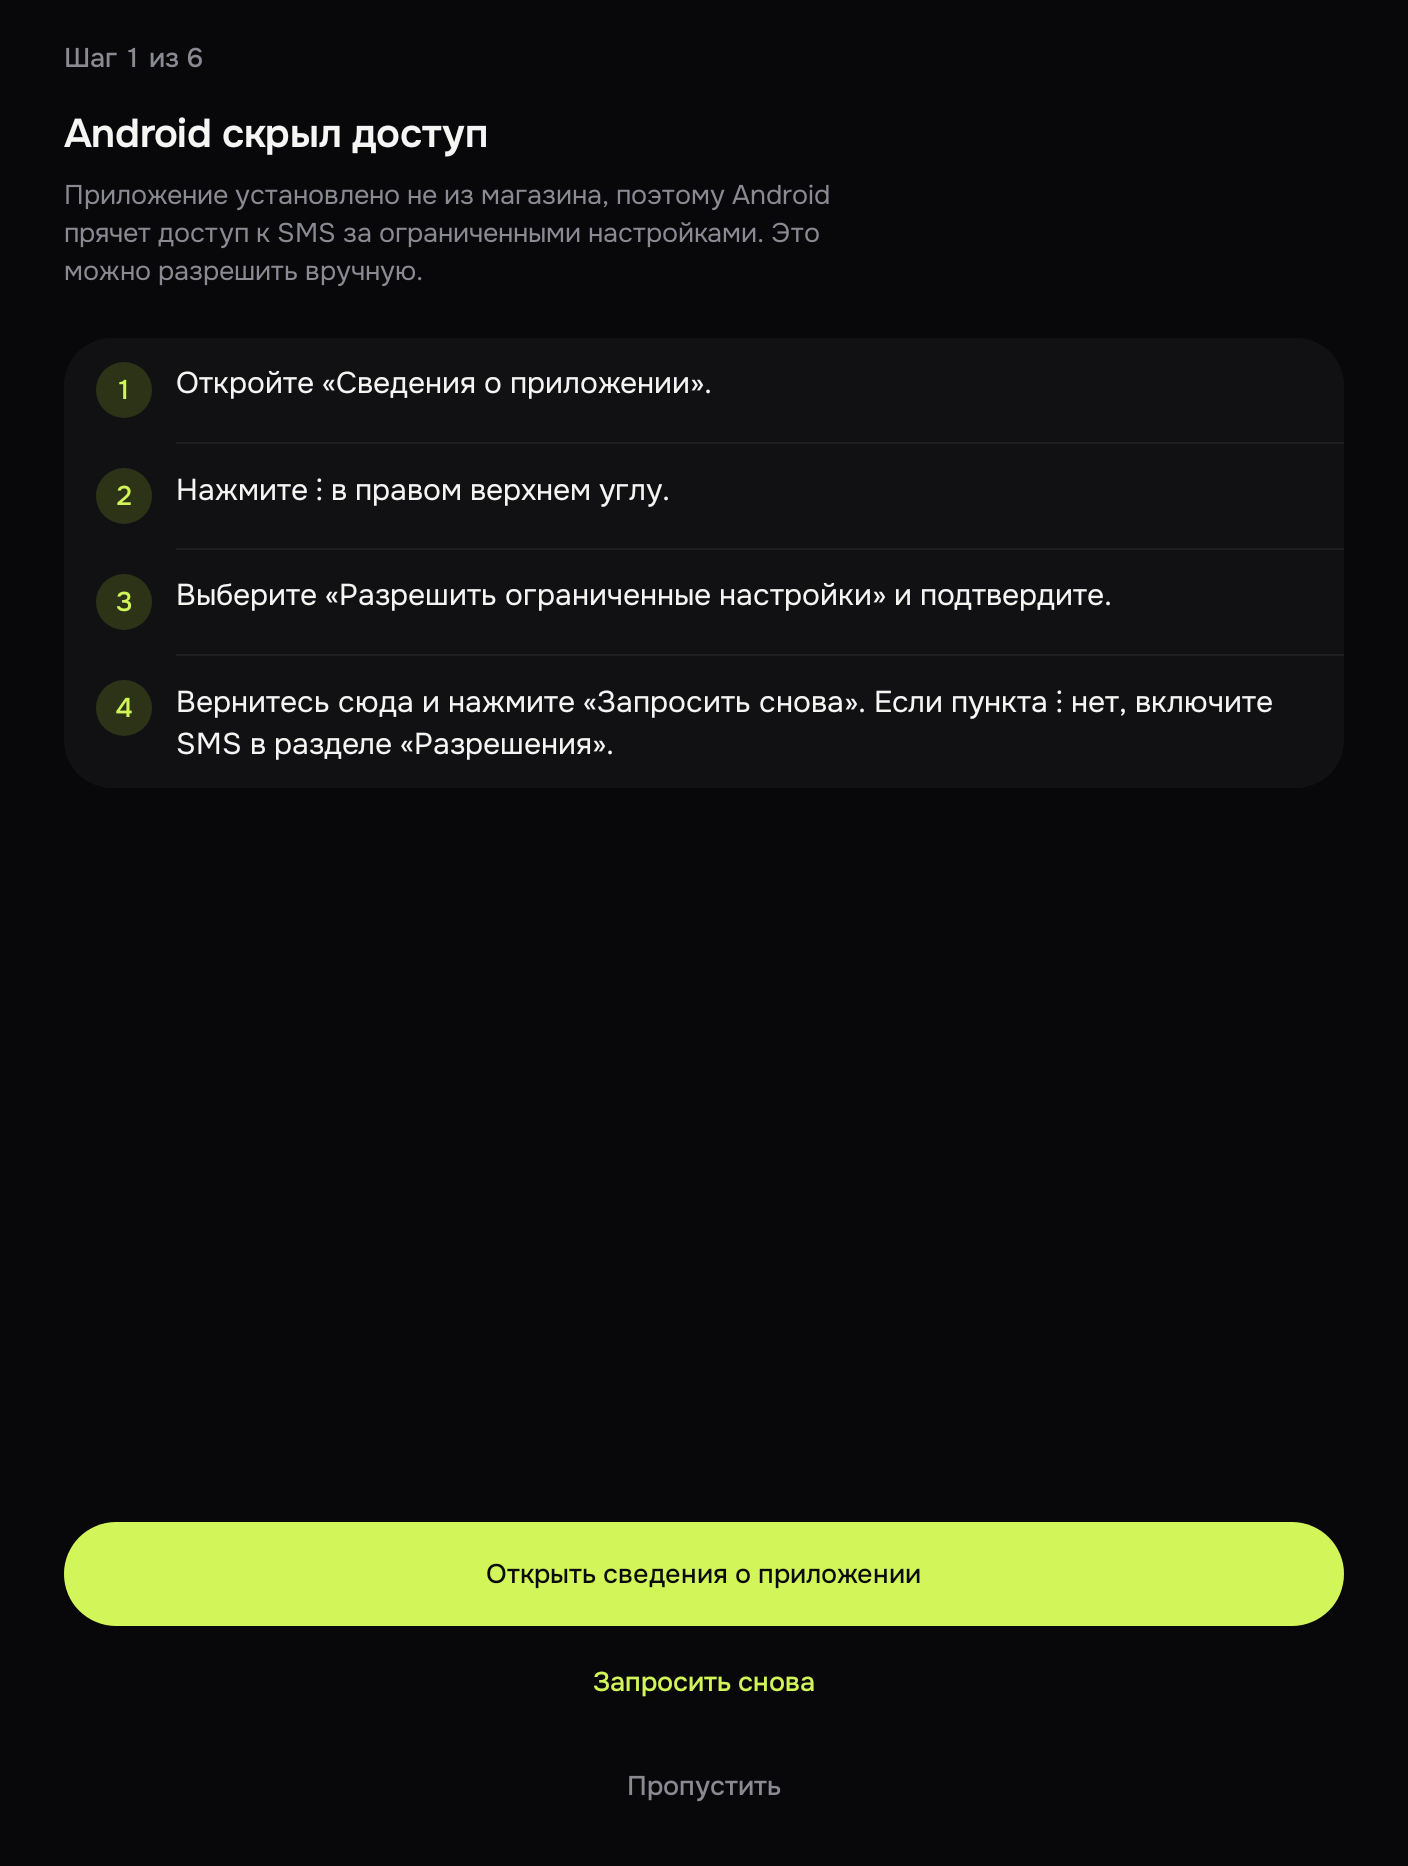 Шаг 1 из 6
Android скрыл доступ
Приложение установлено не из магазина, поэтому Android
прячет доступ к SMS за ограниченными настройками. Это
можно разрешить вручную.
1 Откройте «Сведения о приложении».
2 Нажмите ⋮ в правом верхнем углу.
3 Выберите «Разрешить ограниченные настройки» и подтвердите.
4 Вернитесь сюда и нажмите «Запросить снова». Если пункта ⋮ нет, включите
SMS в разделе «Разрешения».
Открыть сведения о приложении
Запросить снова
Пропустить